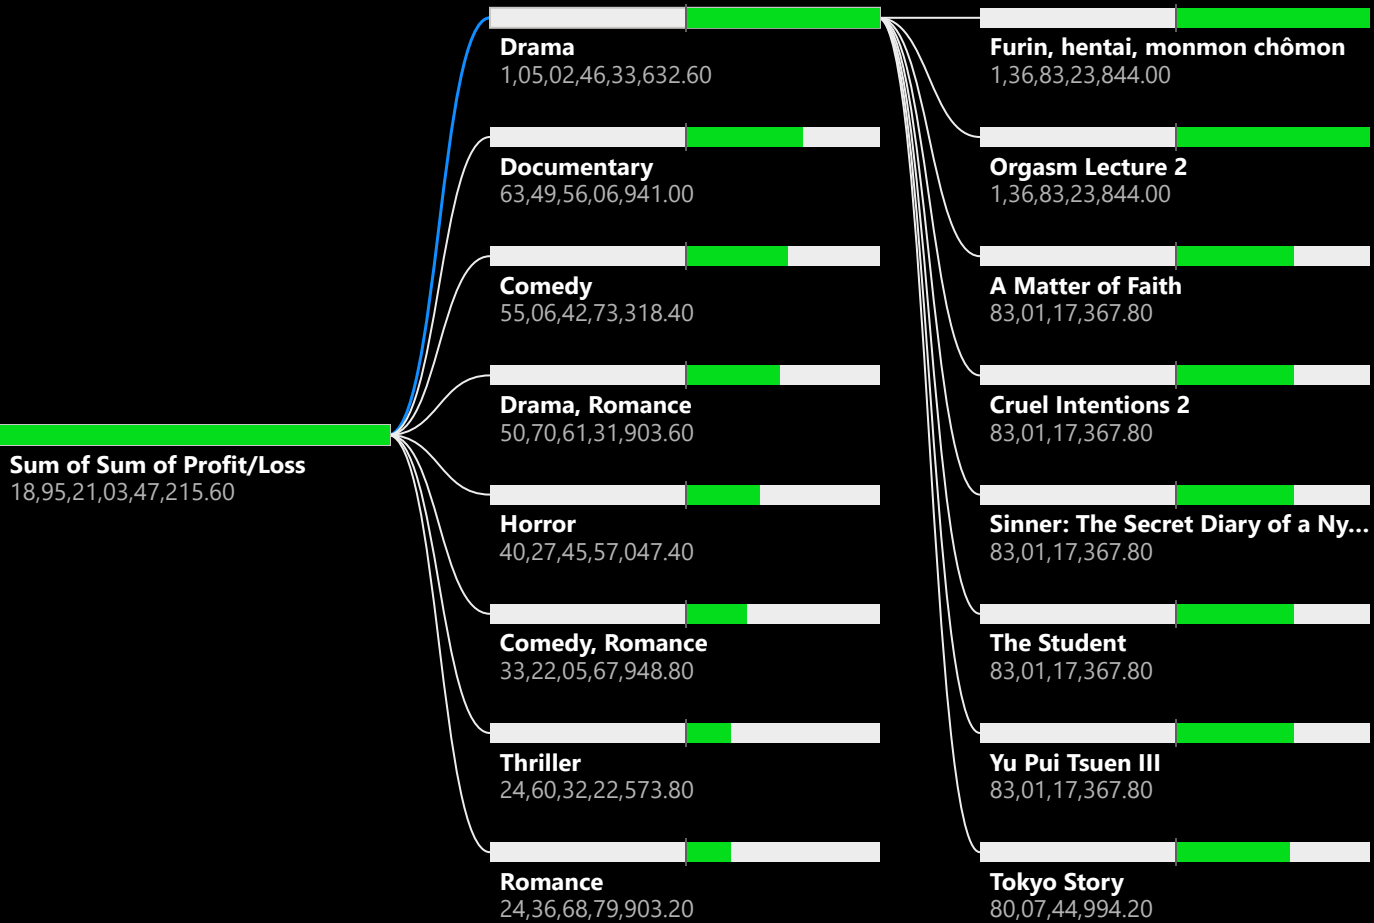 Sum of Sum of Profit/Loss
18,95,21,03,47,215.60
Drama
1,05,02,46,33,632.60
Documentary
63,49,56,06,941.00
Comedy
55,06,42,73,318.40
Drama, Romance
50,70,61,31,903.60
Horror
40,27,45,57,047.40
Comedy, Romance
33,22,05,67,948.80
Thriller
24,60,32,22,573.80
Romance
24,36,68,79,903.20
Furin, hentai, monmon chômon
1,36,83,23,844.00
Orgasm Lecture 2
1,36,83,23,844.00
A Matter of Faith
83,01,17,367.80
Cruel Intentions 2
83,01,17,367.80
Sinner: The Secret Diary of a Ny...
83,01,17,367.80
The Student
83,01,17,367.80
Yu Pui Tsuen III
83,01,17,367.80
Tokyo Story
80,07,44,994.20